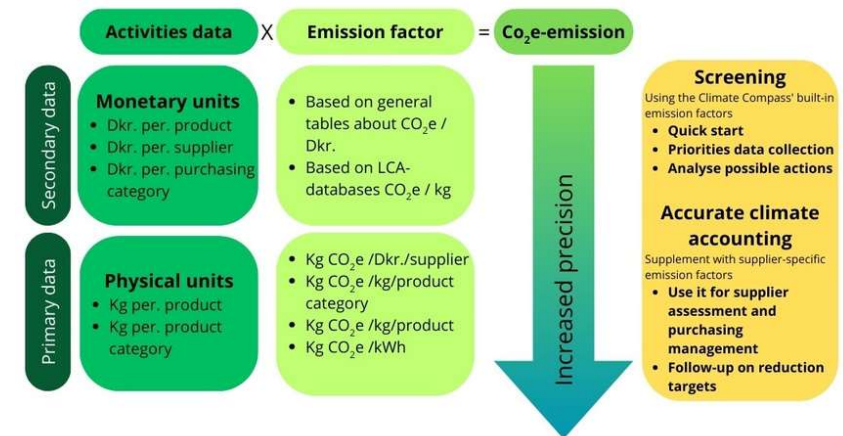 Activities data X Emission factor = Co₂e-emission
Secondary data
Monetary units
• Dkr. per. product
• Dkr. per. supplier
• Dkr. per. purchasing
category
• Based on general
tables about CO₂e /
Dkr.
• Based on LCA-
databases CO₂e / kg
Primary data
Physical units
• Kg per. product
• Kg per. product
category
• Kg CO₂e /Dkr./supplier
• Kg CO₂e /kg/product
category
• Kg CO₂e /kg/product
• Kg CO₂e /kWh
Increased precision
Screening
Using the Climate Compass' built-in
emission factors
• Quick start
• Priorities data collection
• Analyse possible actions
Accurate climate
accounting
Supplement with supplier-specific
emission factors
• Use it for supplier
assessment and
purchasing
management
• Follow-up on reduction
targets